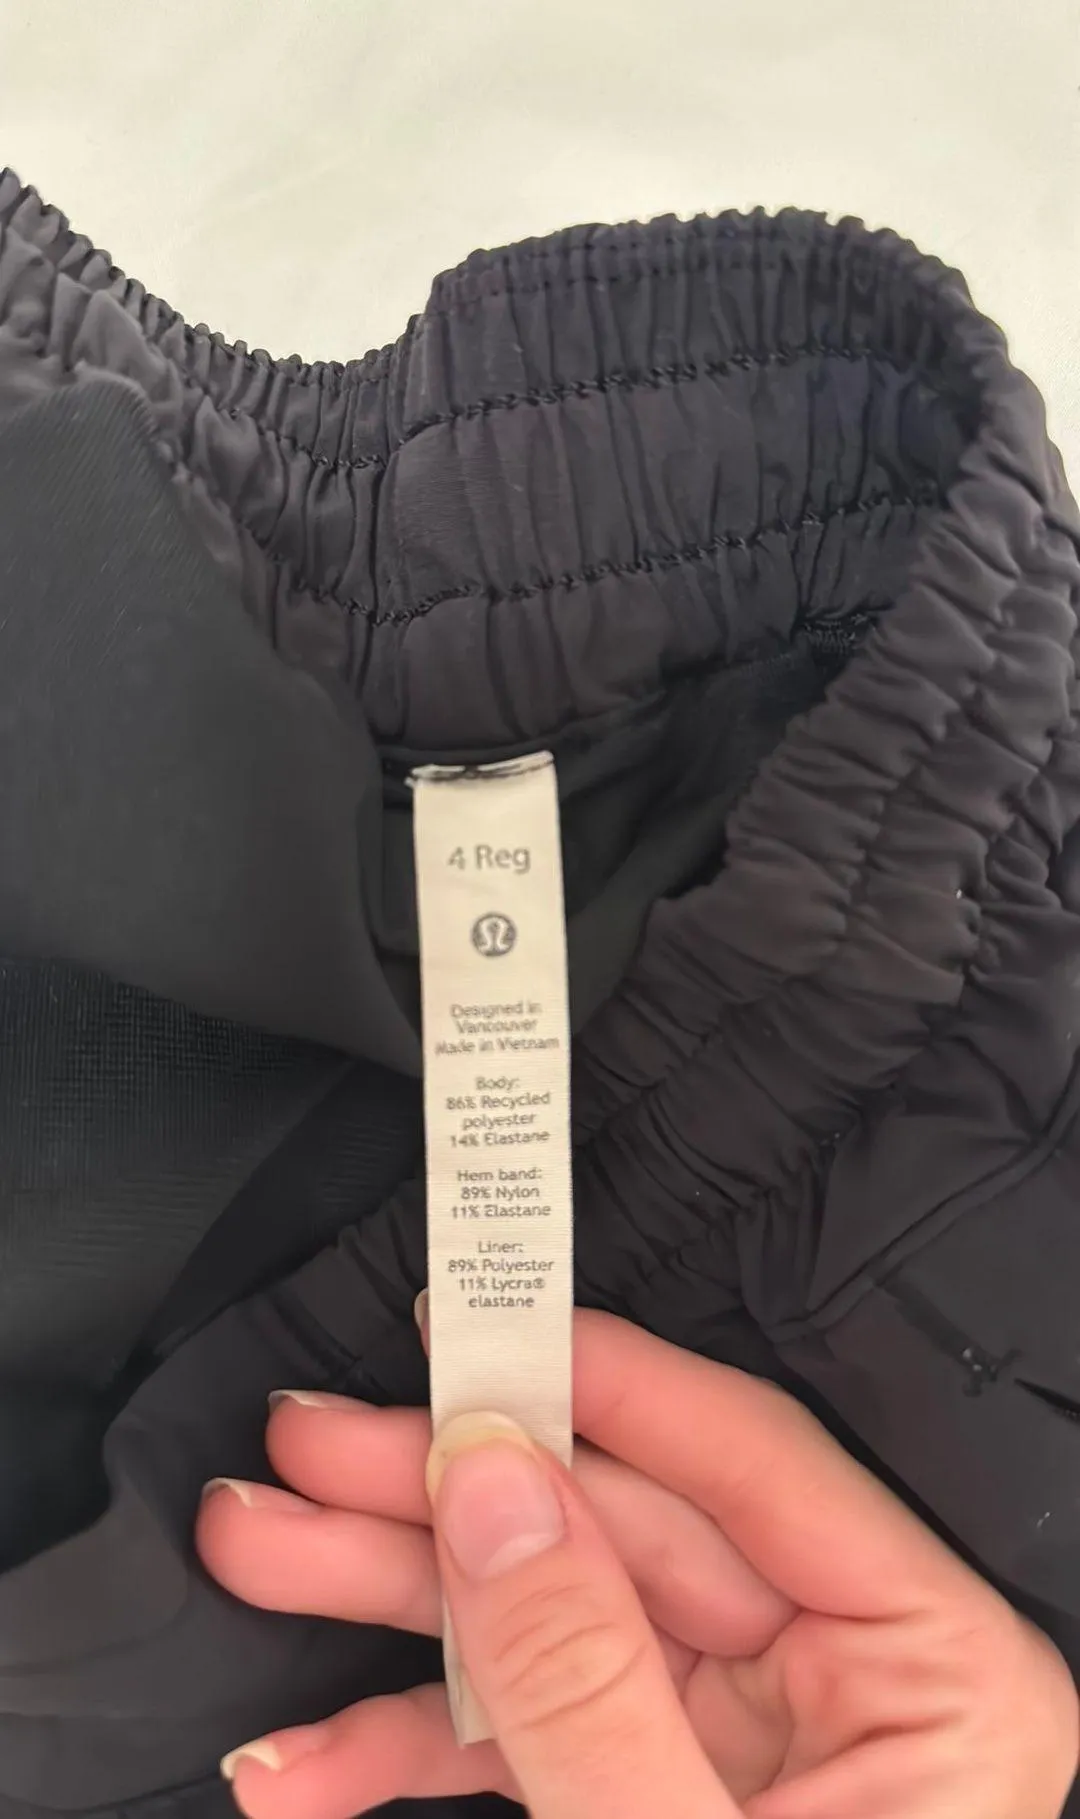 4 Reg
Designed in
Vancouver
Made in Vietnam
Body:
86% Recycled
polyester
14% Elastane
Hem band:
89% Nylon
11% Elastane
Liner:
89% Polyester
11% Lycra®
elastane